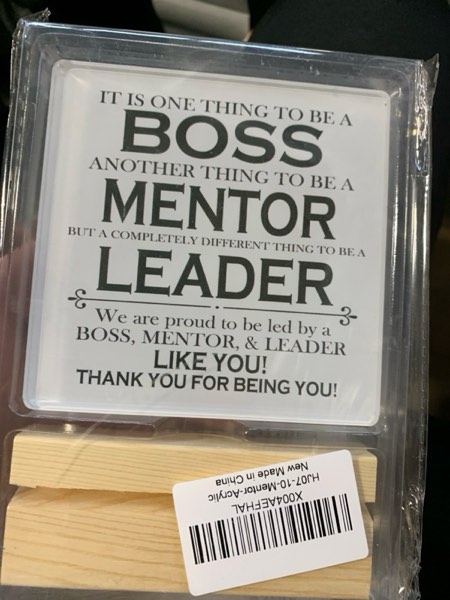 IT IS ONE THING TO BE A
BOSS
ANOTHER THING TO BE A
MENTOR
BUT A COMPLETELY DIFFERENT THING TO BE A
LEADER
We are proud to be led by a
BOSS, MENTOR, & LEADER
LIKE YOU!
THANK YOU FOR BEING YOU!
X004AEFHAL
HJ07-10-Mentor-Acrylic
New Made in China